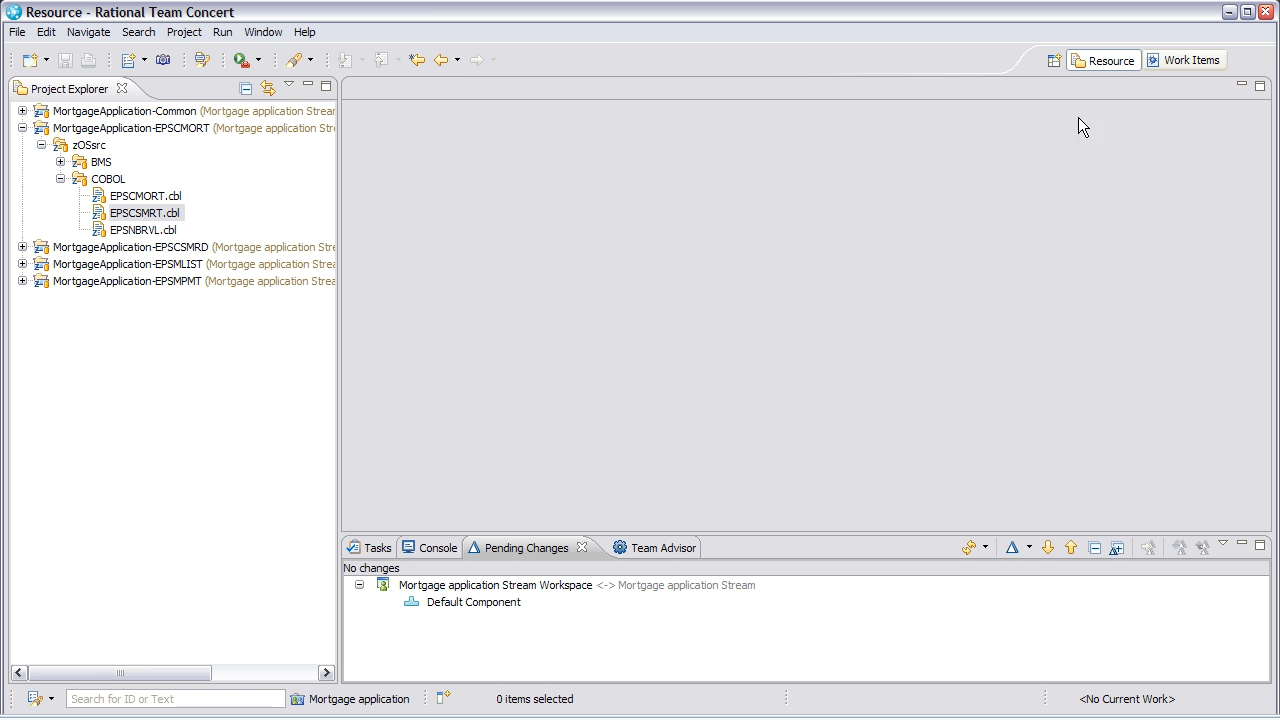 Resource - Rational Team Concert
File Edit Navigate Search Project Run Window Help
Resource
Work Items
Project Explorer
MortgageApplication-Common (Mortgage application Strear
MortgageApplication-EPSCMORT (Mortgage application Stre
zOSsrc
BMS
COBOL
EPSCMORT.cbl
EPSCSMRT.cbl
EPSNBRVL.cbl
MortgageApplication-EPSCSMRD (Mortgage application Stre
MortgageApplication-EPSMLIST (Mortgage application Strea
MortgageApplication-EPSMPMT (Mortgage application Strea
Tasks
Console
Pending Changes
Team Advisor
No changes
Mortgage application Stream Workspace <-> Mortgage application Stream
Default Component
Search for ID or Text
Mortgage application
0 items selected
<No Current Work>